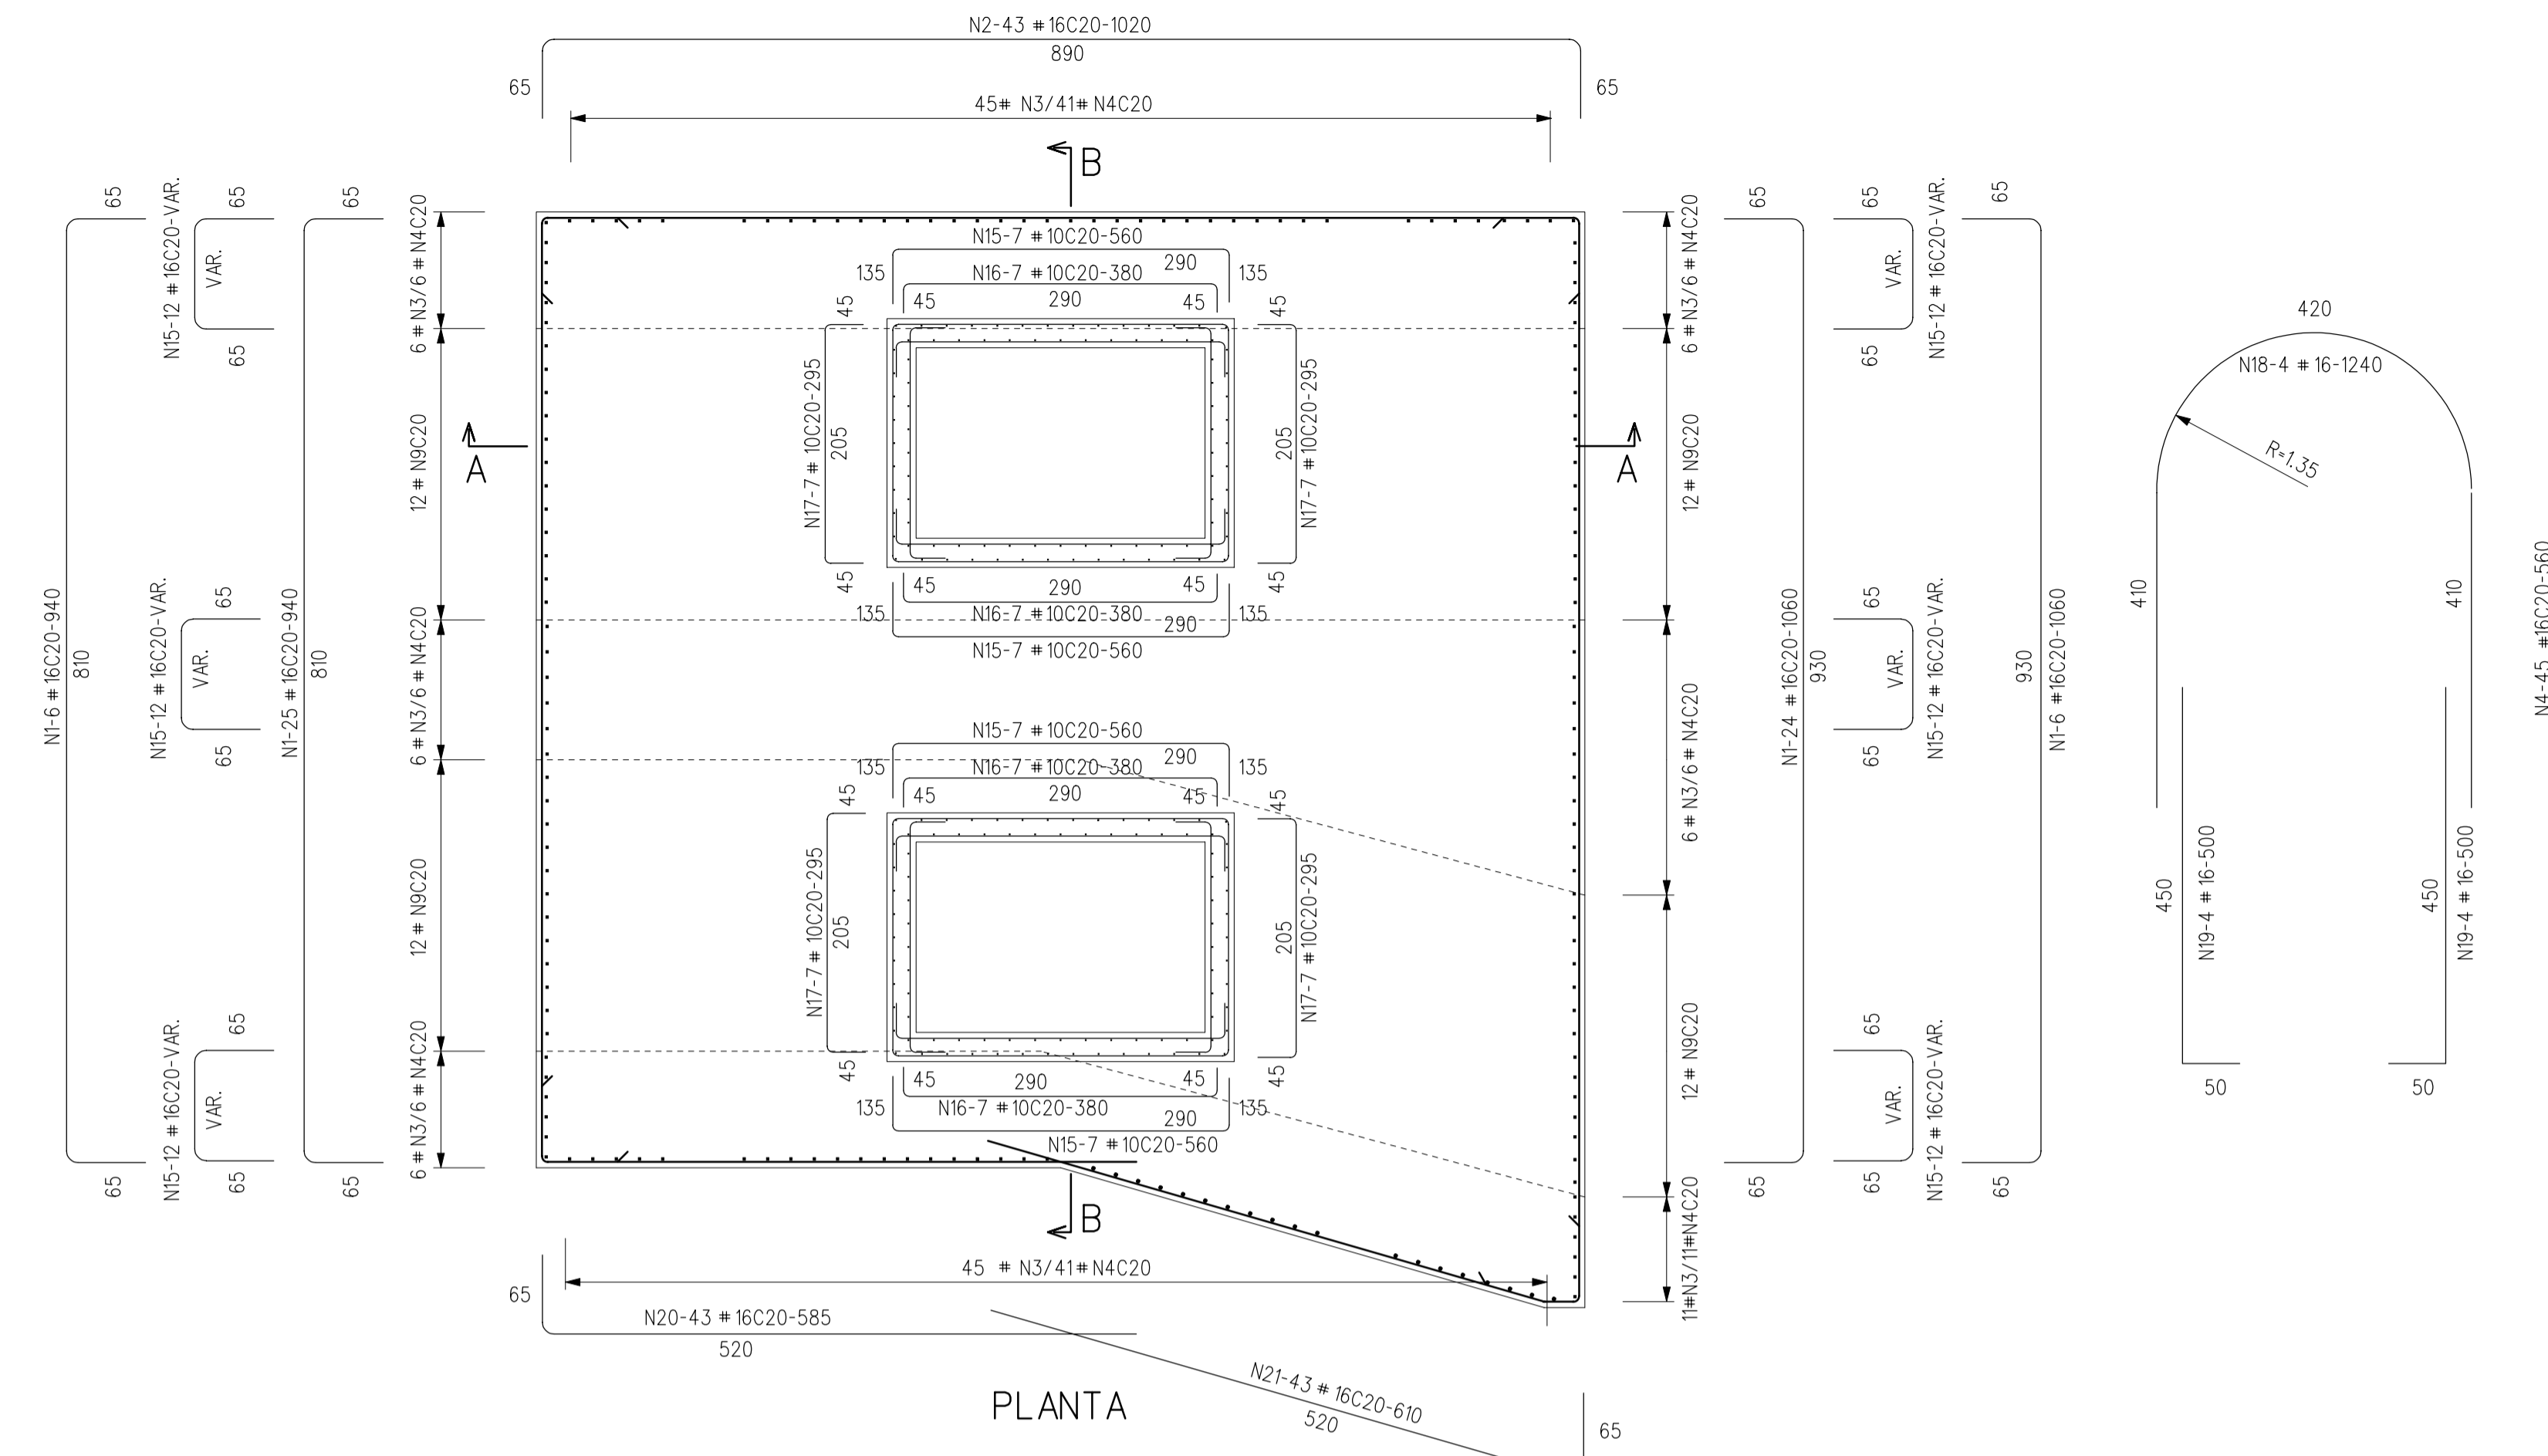 N2-43 #16C20-1020
890
65
65
45# N3/41# N4C20
B
65
N15-12 #16C20-VAR.
65
65
6 #N3/6 #N4C20
VAR.
65
N15-7 #10C20-560
290
135
135
N16-7 #10C20-380
45
290
45
45
45
6 #N3/6 #N4C20
65
65
N15-12 #16C20-VAR.
65
VAR.
65
420
N18-4 #16-1240
R=1.35
12# N9C20
A
N17-7 #10C20-295
205
205
N17-7 #10C20-295
A
12# N9C20
45
45
290
45
45
135
N16-7 #10C20-380
290
135
N15-7 #10C20-560
N1-6 #16C20-940
810
N15-12 #16C20-VAR.
65
VAR.
65
N1-25 #16C20-940
810
6 #N3/6 #N4C20
6 #N3/6# N4C20
N1-24 #16C20-1060
930
65
VAR.
65
N15-12 #16C20-VAR.
930
N1-6 #16C20-1060
410
410
N4-45 #16C20-560
N15-7 #10C20-560
290
135
135
N16-7 #10C20-380
45
290
45
45
45
12# N9C20
N17-7 #10C20-295
205
205
N17-7 #10C20-295
12# N9C20
450
N19-4 #16-500
450
N19-4 #16-500
50
50
45
45
290
45
45
135
N16-7 #10C20-380
290
135
N15-7 #10C20-560
65
N15-12 #16C20-VAR.
65
VAR.
65
65
6 #N3/6 #N4C20
11#N3/11#N4C20
65
65
VAR.
65
N15-12 #16C20-VAR.
65
B
45 # N3/41#N4C20
65
N20-43 #16C20-585
520
N21-43 #16C20-610
520
65
PLANTA